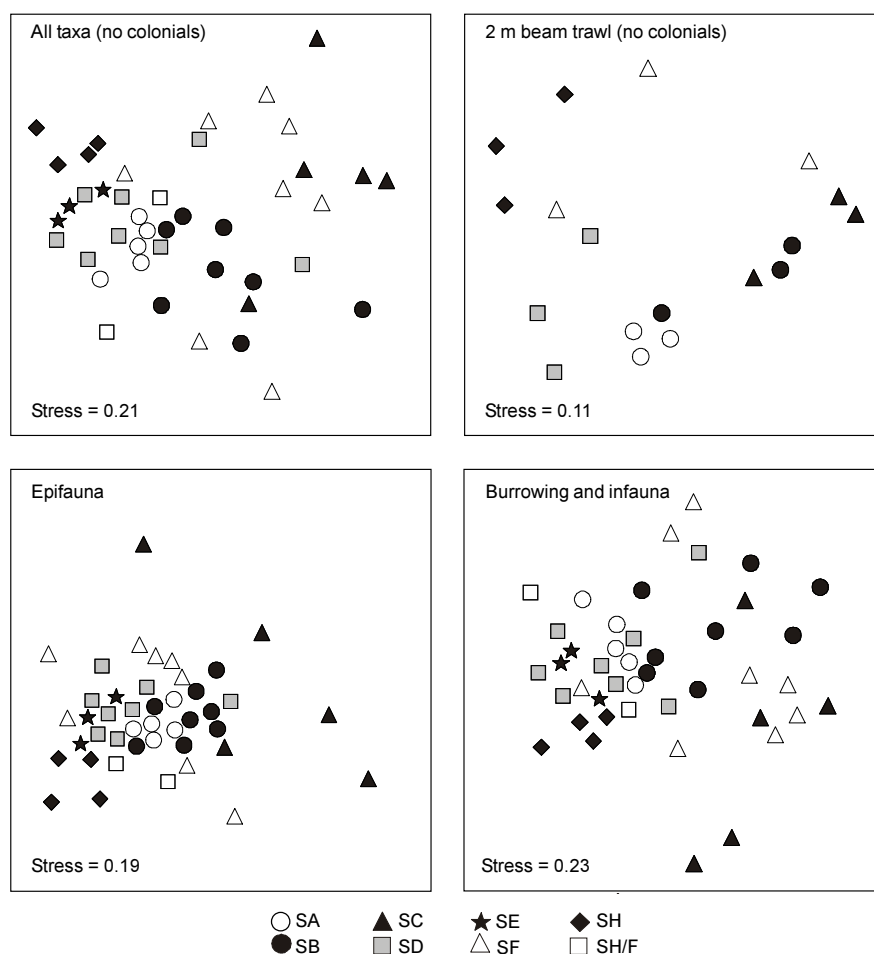 All taxa (no colonials)
2 m beam trawl (no colonials)
Stress = 0.21
Stress = 0.11
Epifauna
Burrowing and infauna
Stress = 0.19
Stress = 0.23
SA SC SE SH
SB SD SF SH/F